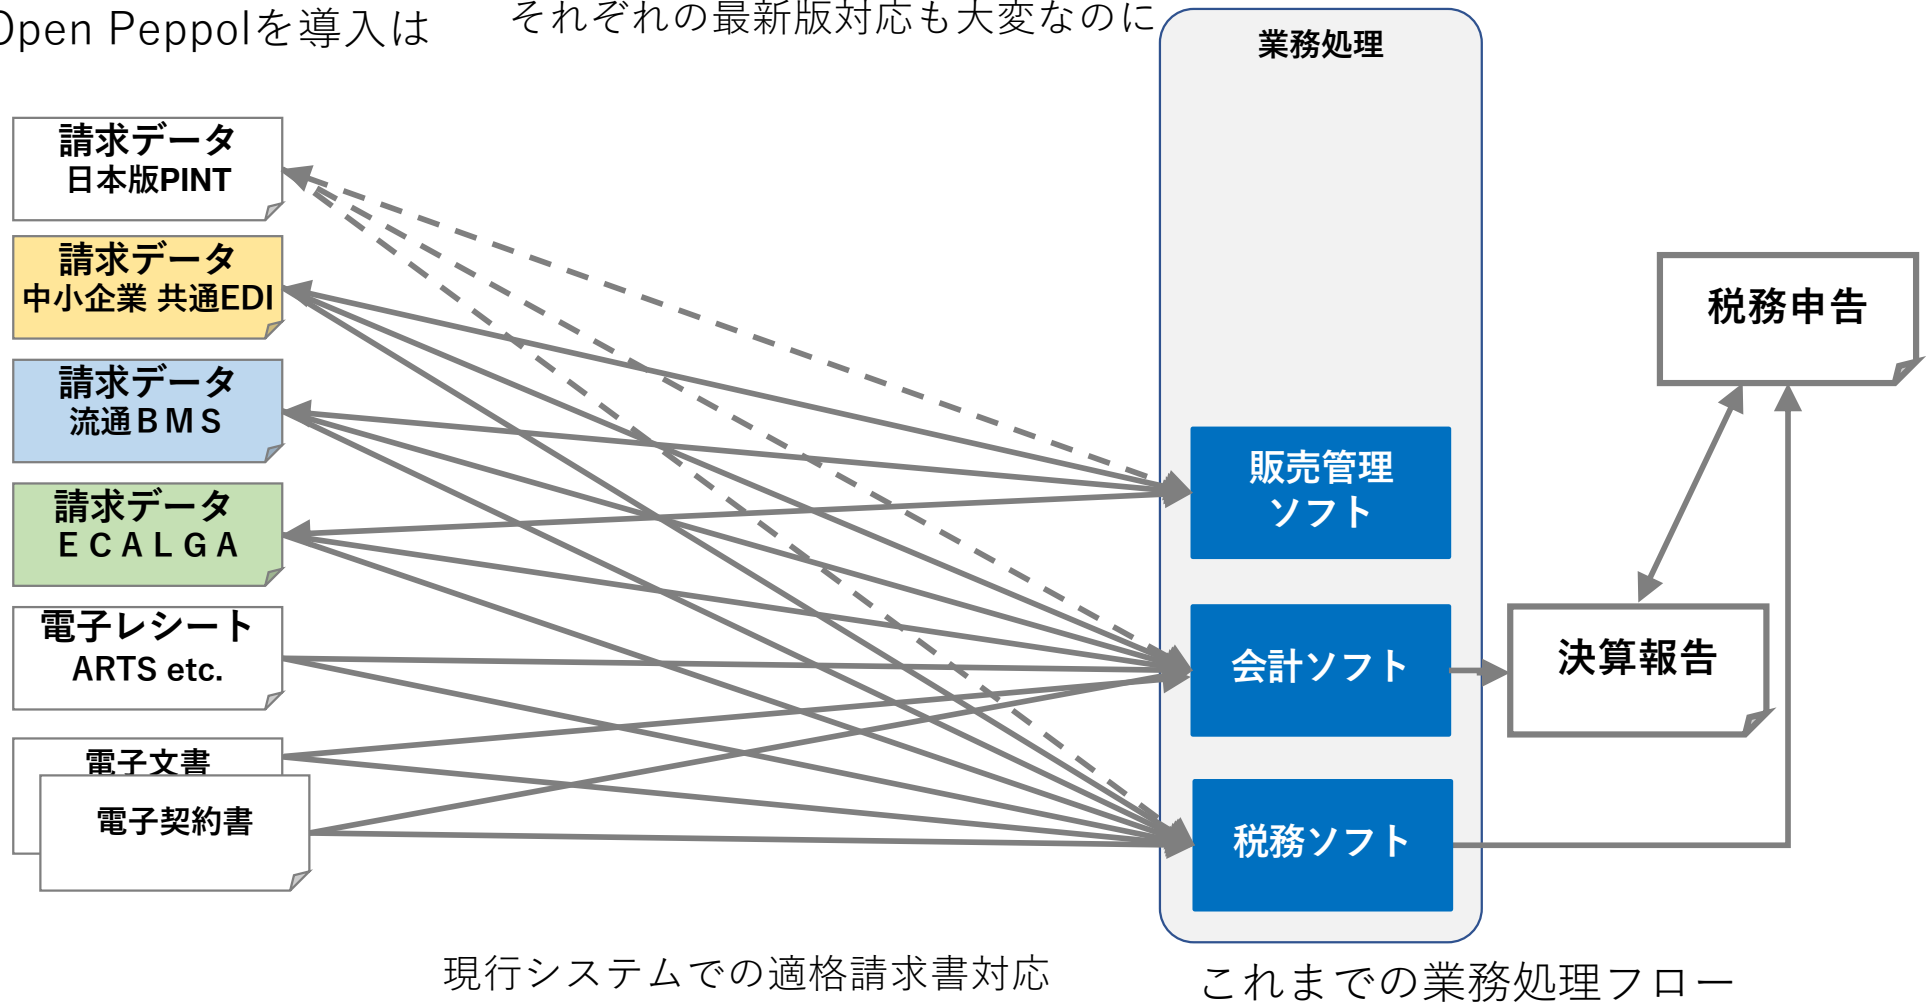 Open Peppolを導入は
それぞれの最新版対応も大変なのに
業務処理
請求データ
日本版PINT
請求データ
中小企業 共通EDI
請求データ
流通ＢＭＳ
請求データ
ＥＣＡＬＧＡ
電子レシート
ARTS etc.
電子文書
電子契約書
販売管理
ソフト
会計ソフト
税務ソフト
税務申告
決算報告
現行システムでの適格請求書対応
これまでの業務処理フロー